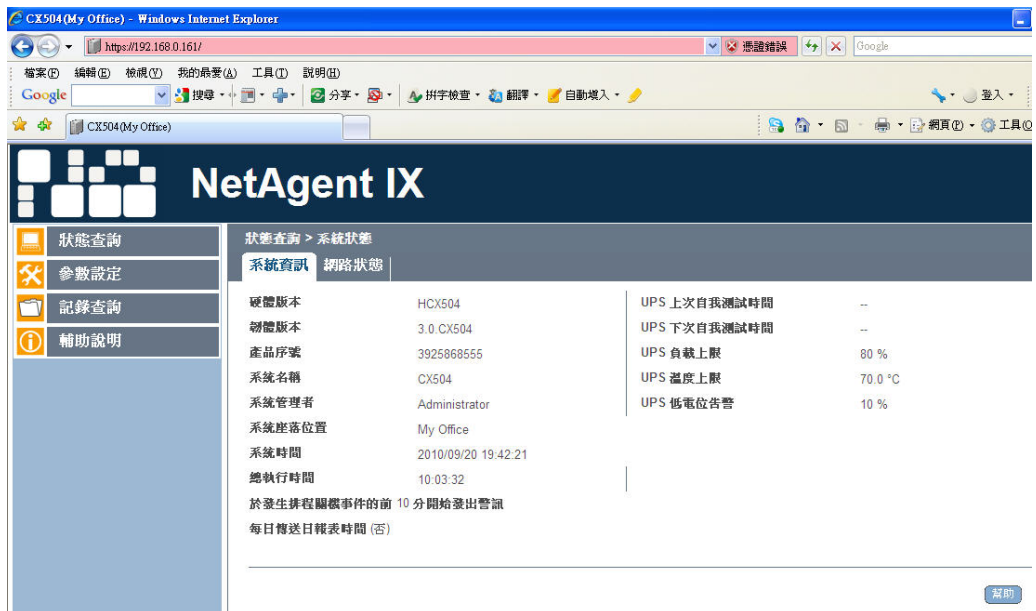 CX504(My Office) - Windows Internet Explorer
https://192.168.0.161/ 憑證錯誤 Google
檔案(F) 編輯(E) 檢視(V) 我的最愛(A) 工具(T) 說明(H)
Google 搜尋 分享 拼字檢查 翻譯 自動填入 登入
CX504(My Office) 網頁(P) 工具(O
NetAgent IX
狀態查詢
參數設定
記錄查詢
輔助說明
狀態查詢 > 系統狀態
系統資訊 網路狀態
硬體版本 HCX504 UPS 上次自我測試時間 --
韌體版本 3.0.CX504 UPS 下次自我測試時間 --
產品序號 3925868555 UPS 負載上限 80 %
系統名稱 CX504 UPS 溫度上限 70.0 °C
系統管理者 Administrator UPS 低電位告警 10 %
系統座落位置 My Office
系統時間 2010/09/20 19:42:21
總執行時間 10:03:32
於發生排程關機事件的前 10 分開始發出警訊
每日傳送日報表時間 (否)
幫助